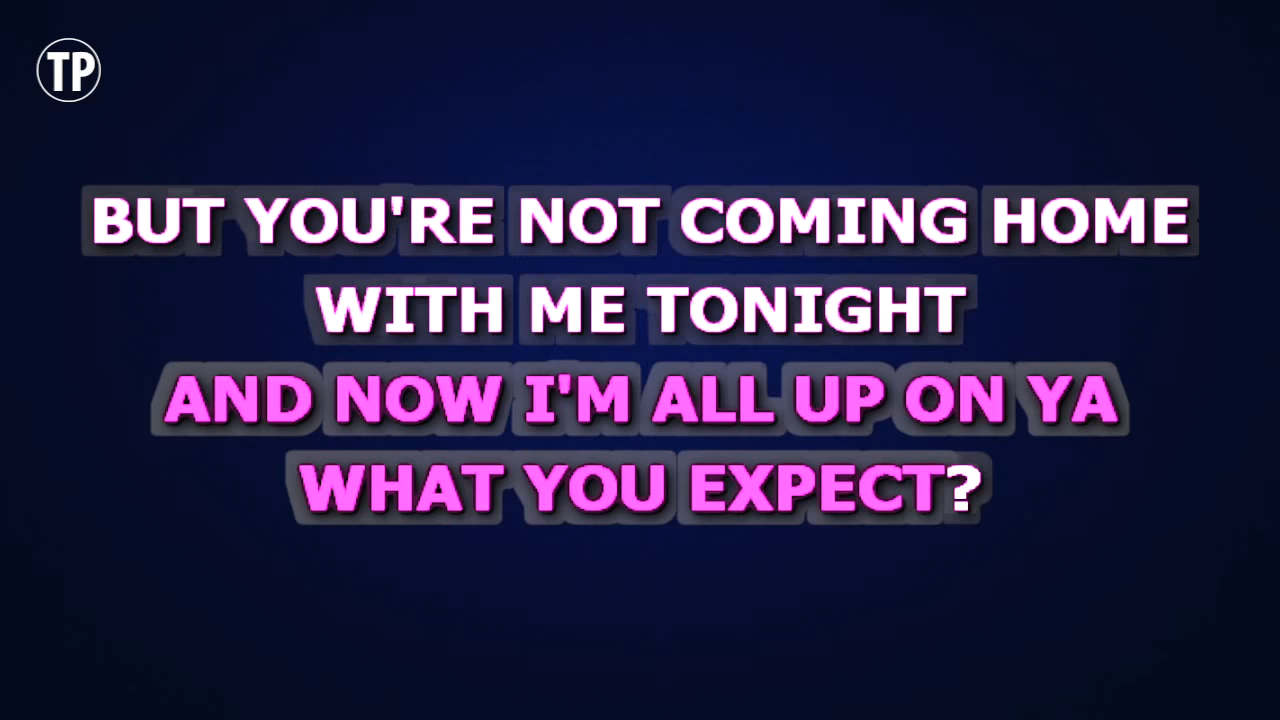 TP
BUT YOU'RE NOT COMING HOME
WITH ME TONIGHT
AND NOW I'M ALL UP ON YA
WHAT YOU EXPECT?